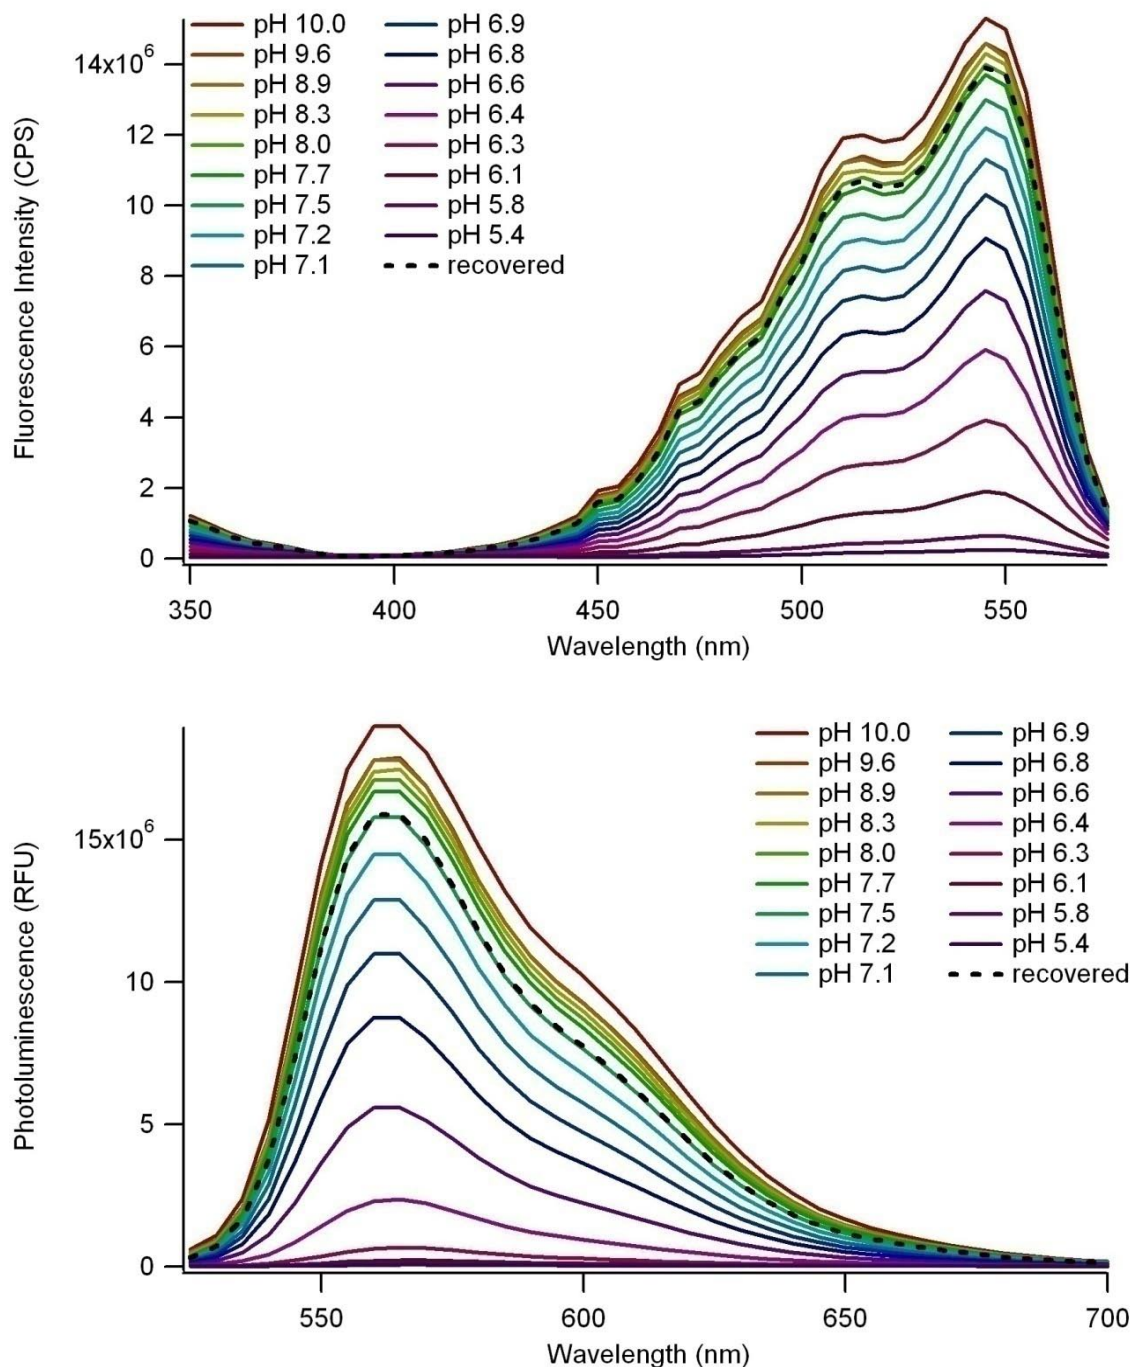 pH 10.0 pH 6.9
pH 9.6 pH 6.8
pH 8.9 pH 6.6
pH 8.3 pH 6.4
pH 8.0 pH 6.3
pH 7.7 pH 6.1
pH 7.5 pH 5.8
pH 7.2 pH 5.4
pH 7.1 recovered
Fluorescence Intensity (CPS)
14x10⁶
12
10
8
6
4
2
0
350 400 450 500 550
Wavelength (nm)
pH 10.0 pH 6.9
pH 9.6 pH 6.8
pH 8.9 pH 6.6
pH 8.3 pH 6.4
pH 8.0 pH 6.3
pH 7.7 pH 6.1
pH 7.5 pH 5.8
pH 7.2 pH 5.4
pH 7.1 recovered
Photoluminescence (RFU)
15x10⁶
10
5
0
550 600 650 700
Wavelength (nm)